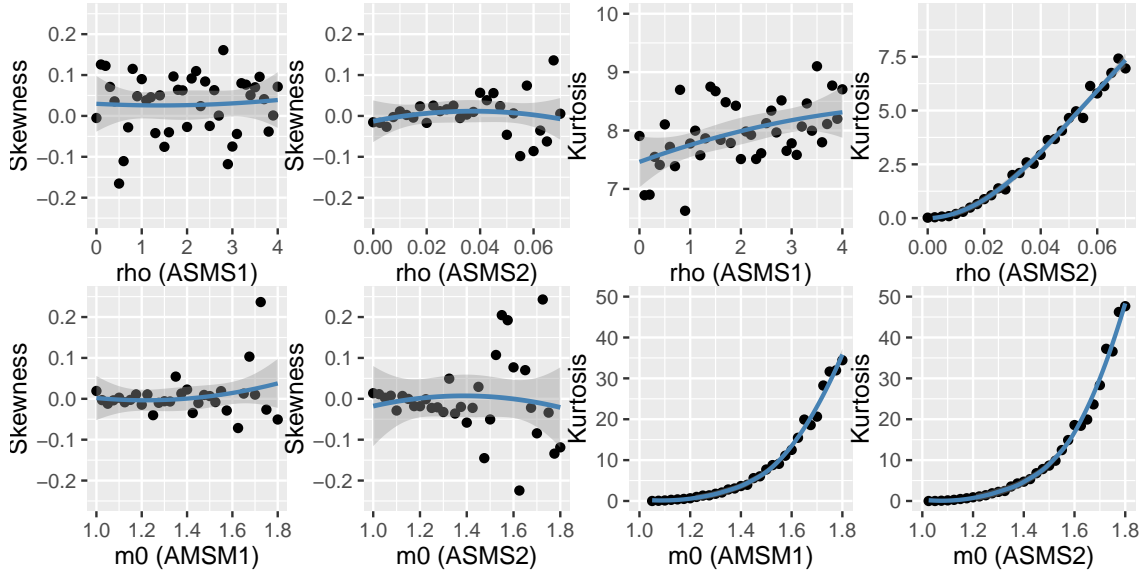 0.2
0.1
0.0
−0.1
−0.2
0 1 2 3 4
rho (ASMS1)
Skewness
0.2
0.1
0.0
−0.1
−0.2
0.00 0.02 0.04 0.06
rho (ASMS2)
Skewness
10
9
8
7
0 1 2 3 4
rho (ASMS1)
Kurtosis
7.5
5.0
2.5
0.0
0.00 0.02 0.04 0.06
rho (ASMS2)
Kurtosis
0.2
0.1
0.0
−0.1
−0.2
1.0 1.2 1.4 1.6 1.8
m0 (AMSM1)
Skewness
0.2
0.1
0.0
−0.1
−0.2
1.0 1.2 1.4 1.6 1.8
m0 (ASMS2)
Skewness
50
40
30
20
10
0
1.0 1.2 1.4 1.6 1.8
m0 (AMSM1)
Kurtosis
50
40
30
20
10
0
1.0 1.2 1.4 1.6 1.8
m0 (ASMS2)
Kurtosis